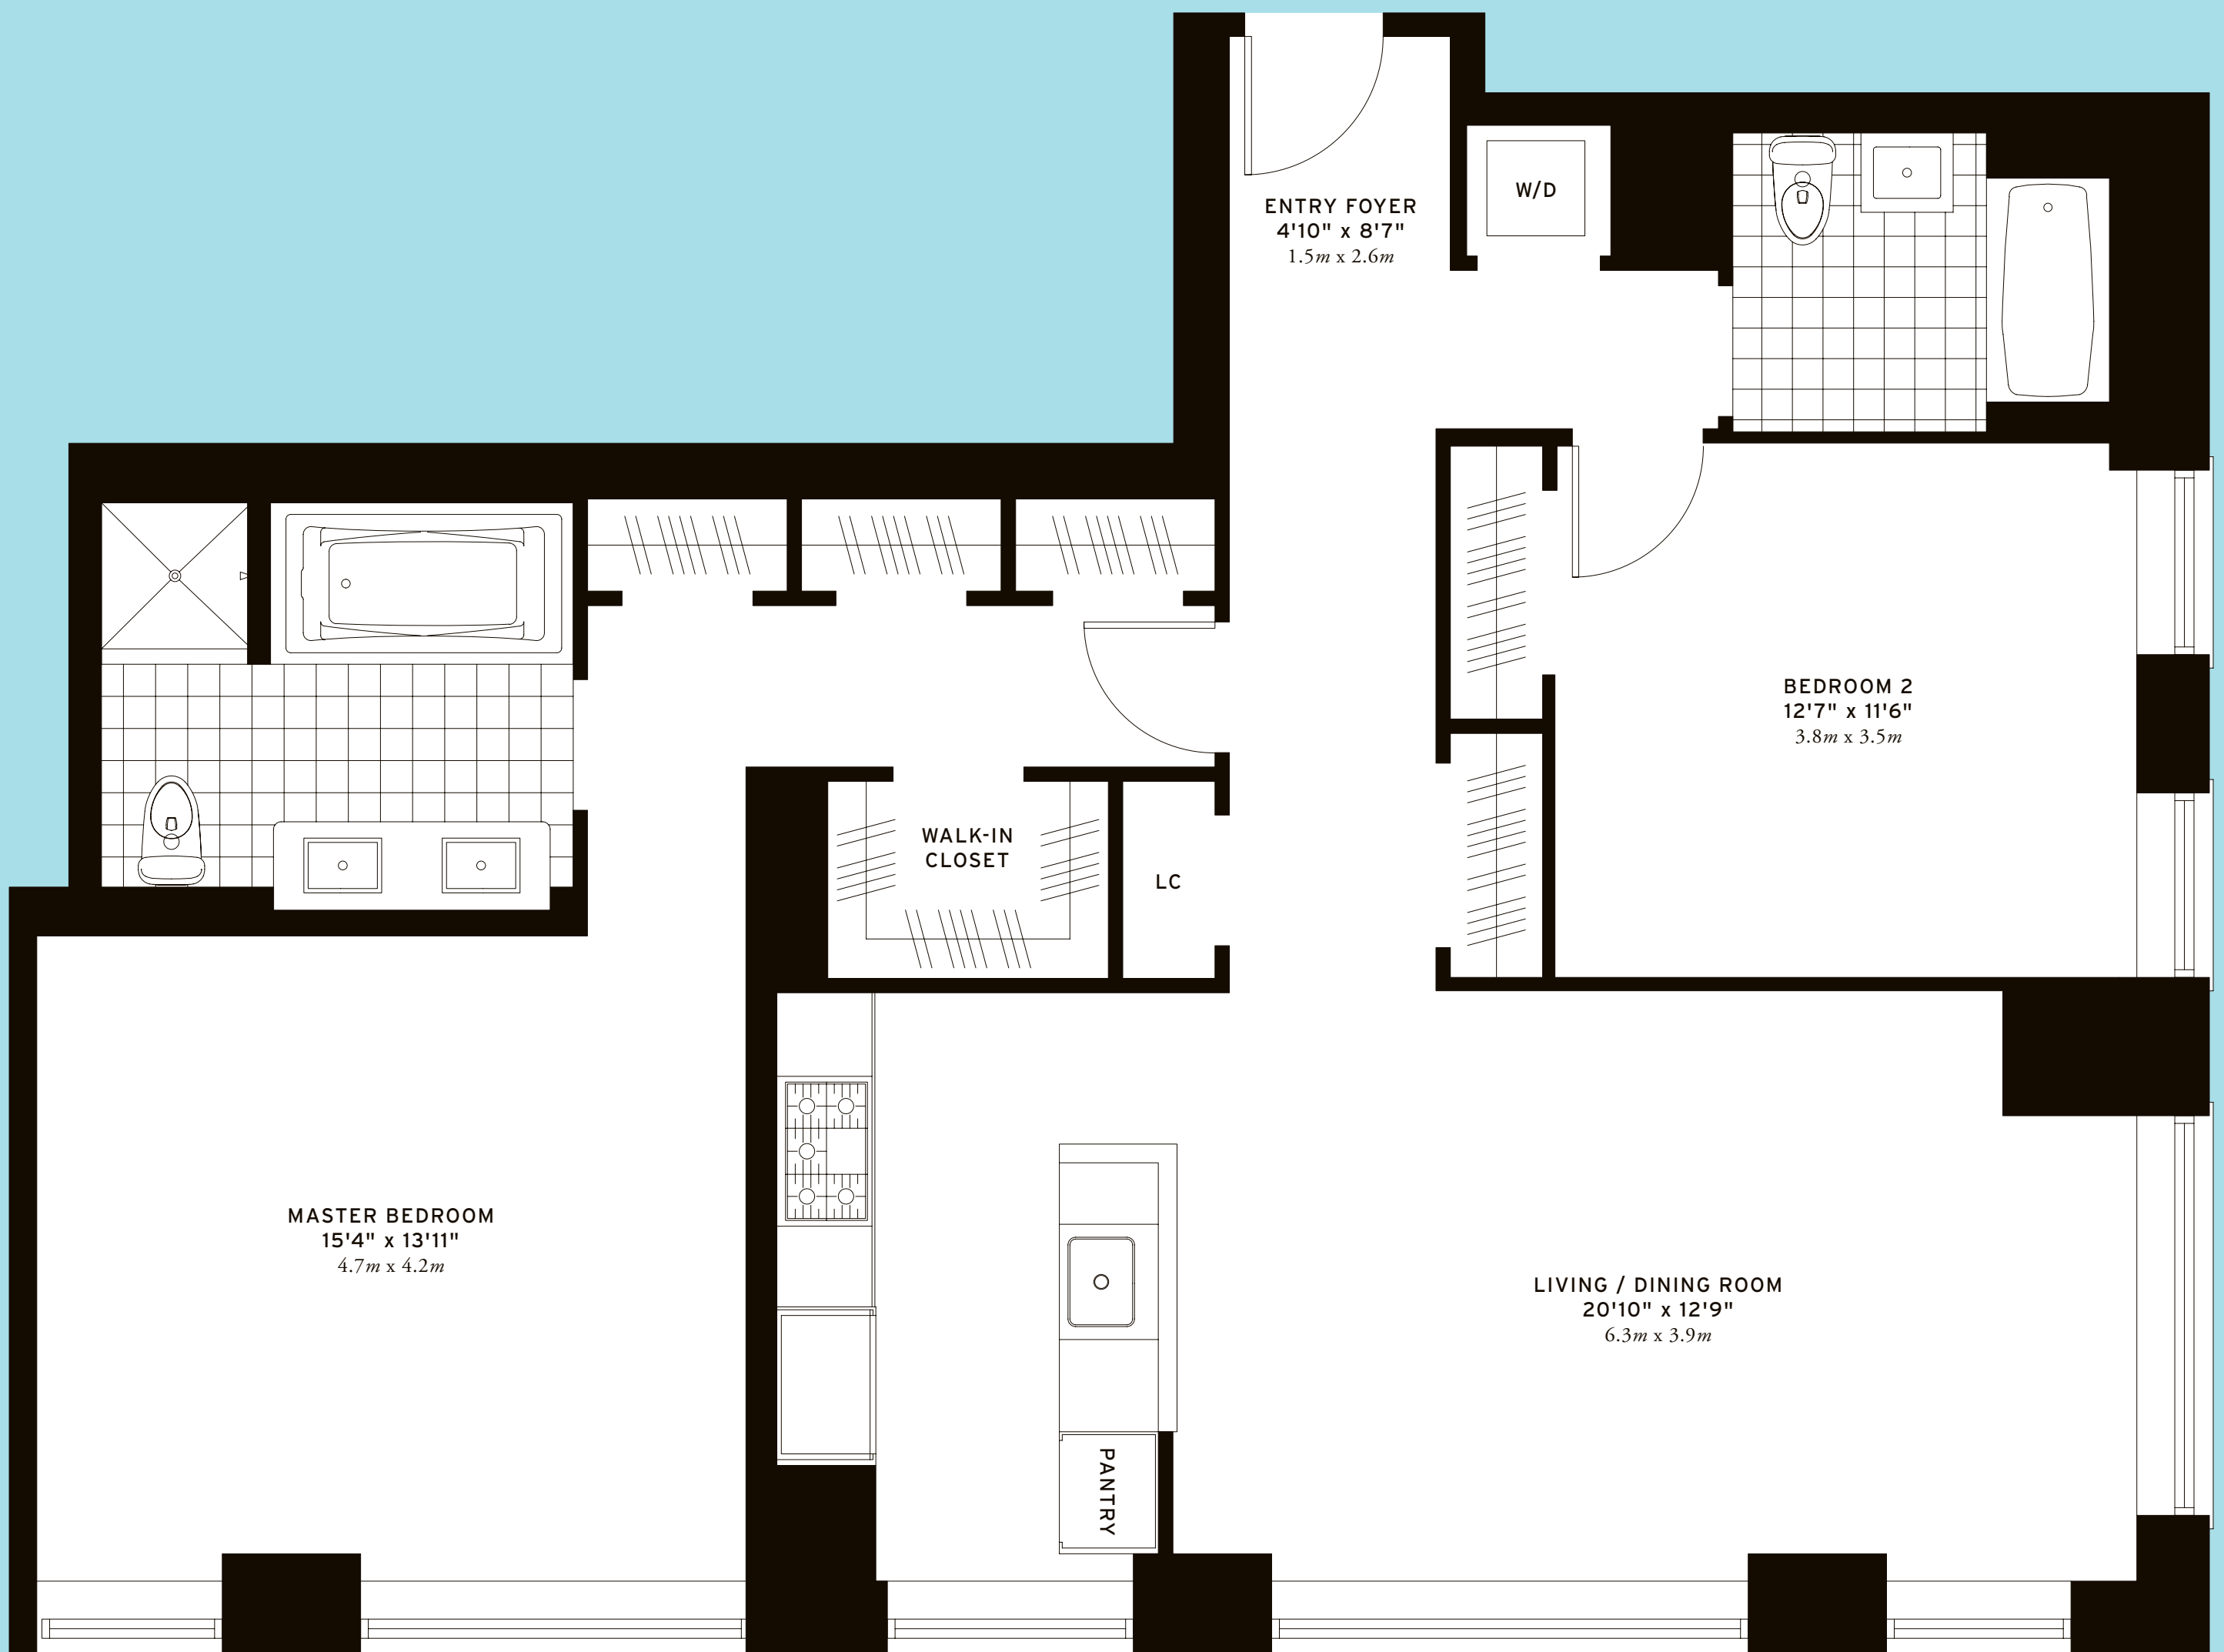 W/D
ENTRY FOYER
4'10" x 8'7"
1.5m x 2.6m
BEDROOM 2
12'7" x 11'6"
3.8m x 3.5m
WALK-IN
CLOSET
LC
MASTER BEDROOM
15'4" x 13'11"
4.7m x 4.2m
LIVING / DINING ROOM
20'10" x 12'9"
6.3m x 3.9m
PANTRY